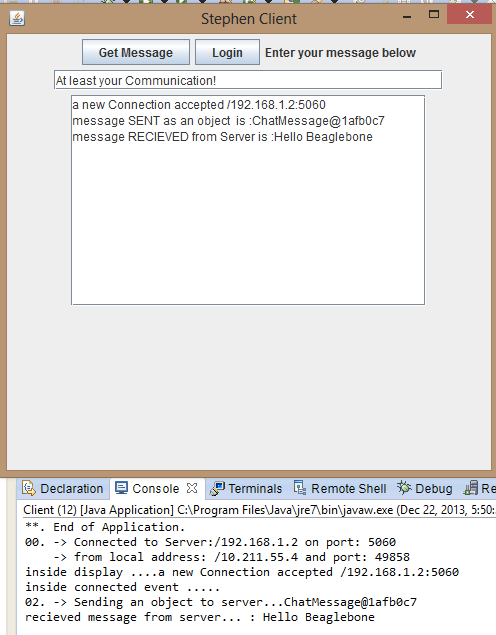 Stephen Client
Get Message Login Enter your message below
At least your Communication!
a new Connection accepted /192.168.1.2:5060
message SENT as an object is :ChatMessage@1afb0c7
message RECIEVED from Server is :Hello Beaglebone
Declaration Console Terminals Remote Shell Debug Re
Client (12) [Java Application] C:\Program Files\Java\jre7\bin\javaw.exe (Dec 22, 2013, 5:50:
**. End of Application.
00. -> Connected to Server:/192.168.1.2 on port: 5060
-> from local address: /10.211.55.4 and port: 49858
inside display ....a new Connection accepted /192.168.1.2:5060
inside connected event .....
02. -> Sending an object to server...ChatMessage@1afb0c7
recieved message from server... : Hello Beaglebone